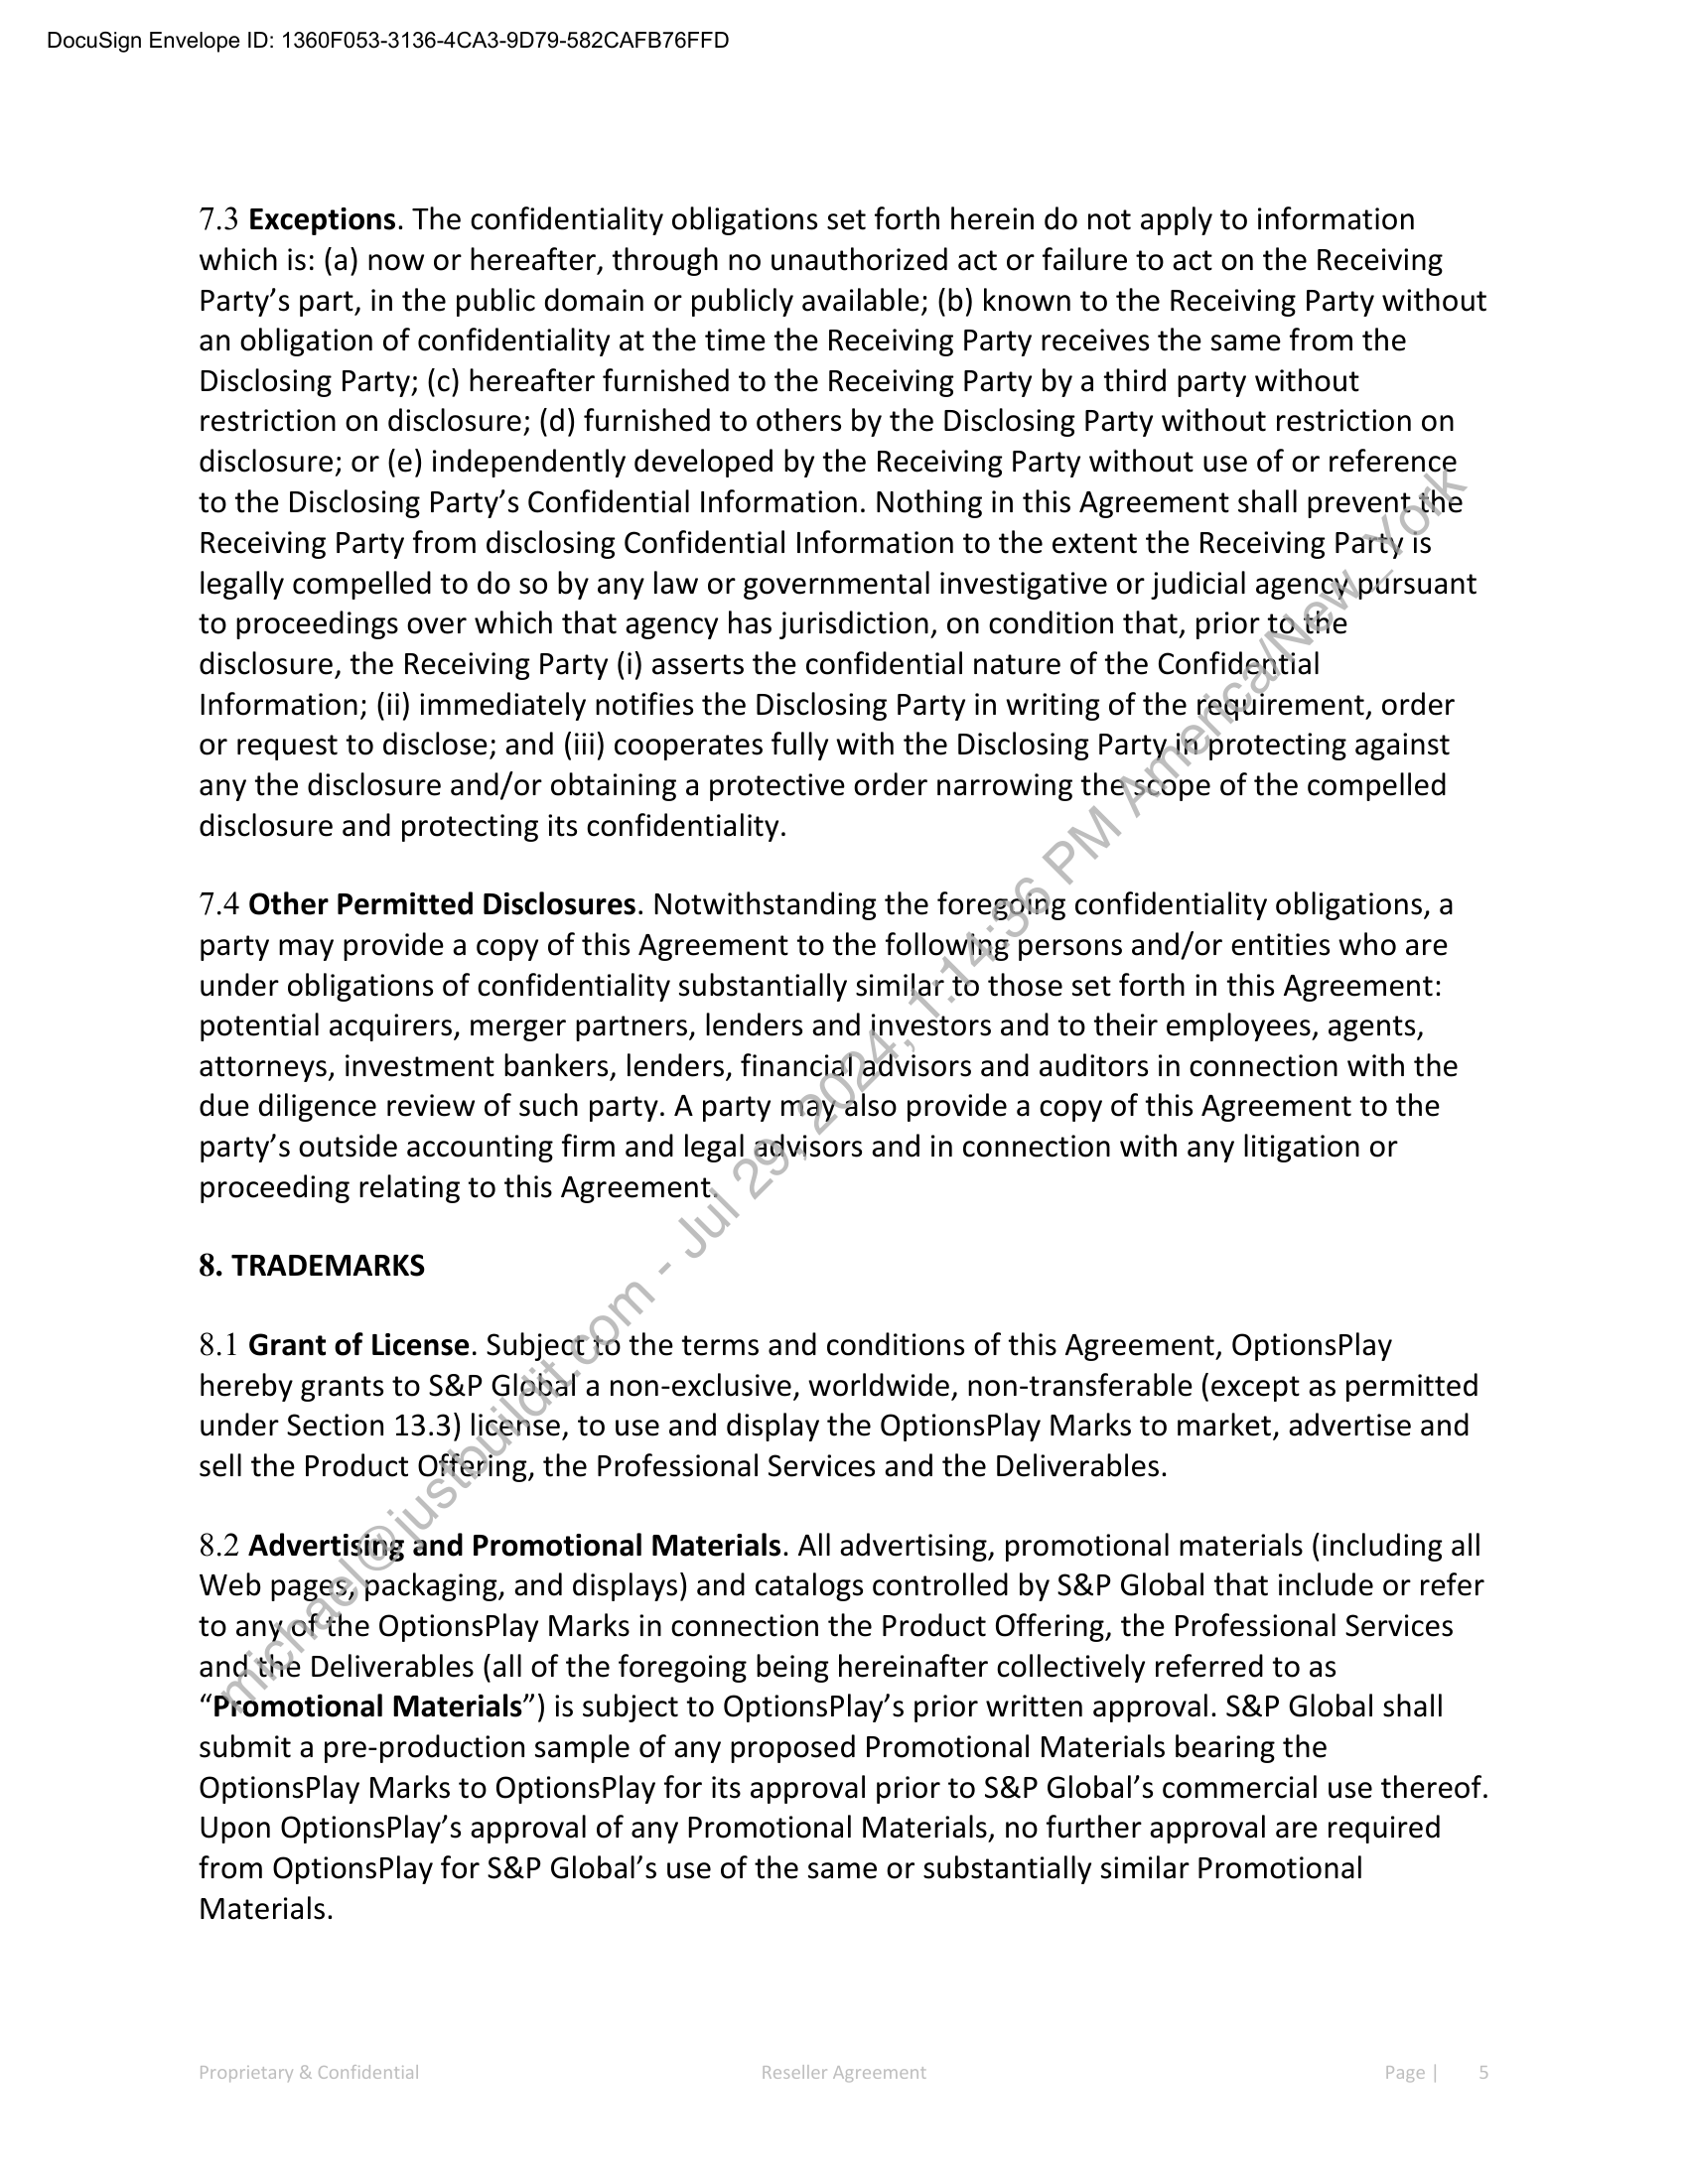 DocuSign Envelope ID: 1360F053-3136-4CA3-9D79-582CAFB76FFD
7.3 Exceptions. The confidentiality obligations set forth herein do not apply to information
which is: (a) now or hereafter, through no unauthorized act or failure to act on the Receiving
Party’s part, in the public domain or publicly available; (b) known to the Receiving Party without
an obligation of confidentiality at the time the Receiving Party receives the same from the
Disclosing Party; (c) hereafter furnished to the Receiving Party by a third party without
restriction on disclosure; (d) furnished to others by the Disclosing Party without restriction on
disclosure; or (e) independently developed by the Receiving Party without use of or reference
to the Disclosing Party’s Confidential Information. Nothing in this Agreement shall prevent the
Receiving Party from disclosing Confidential Information to the extent the Receiving Party is
legally compelled to do so by any law or governmental investigative or judicial agency pursuant
to proceedings over which that agency has jurisdiction, on condition that, prior to the
disclosure, the Receiving Party (i) asserts the confidential nature of the Confidential
Information; (ii) immediately notifies the Disclosing Party in writing of the requirement, order
or request to disclose; and (iii) cooperates fully with the Disclosing Party in protecting against
any the disclosure and/or obtaining a protective order narrowing the scope of the compelled
disclosure and protecting its confidentiality.
7.4 Other Permitted Disclosures. Notwithstanding the foregoing confidentiality obligations, a
party may provide a copy of this Agreement to the following persons and/or entities who are
under obligations of confidentiality substantially similar to those set forth in this Agreement:
potential acquirers, merger partners, lenders and investors and to their employees, agents,
attorneys, investment bankers, lenders, financial advisors and auditors in connection with the
due diligence review of such party. A party may also provide a copy of this Agreement to the
party’s outside accounting firm and legal advisors and in connection with any litigation or
proceeding relating to this Agreement.
8. TRADEMARKS
8.1 Grant of License. Subject to the terms and conditions of this Agreement, OptionsPlay
hereby grants to S&P Global a non-exclusive, worldwide, non-transferable (except as permitted
under Section 13.3) license, to use and display the OptionsPlay Marks to market, advertise and
sell the Product Offering, the Professional Services and the Deliverables.
8.2 Advertising and Promotional Materials. All advertising, promotional materials (including all
Web pages, packaging, and displays) and catalogs controlled by S&P Global that include or refer
to any of the OptionsPlay Marks in connection the Product Offering, the Professional Services
and the Deliverables (all of the foregoing being hereinafter collectively referred to as
“Promotional Materials”) is subject to OptionsPlay’s prior written approval. S&P Global shall
submit a pre-production sample of any proposed Promotional Materials bearing the
OptionsPlay Marks to OptionsPlay for its approval prior to S&P Global’s commercial use thereof.
Upon OptionsPlay’s approval of any Promotional Materials, no further approval are required
from OptionsPlay for S&P Global’s use of the same or substantially similar Promotional
Materials.
michael@justbuildit.com - Jul 29, 2024, 1:14:36 PM America/New_York
Proprietary & Confidential Reseller Agreement Page | 5